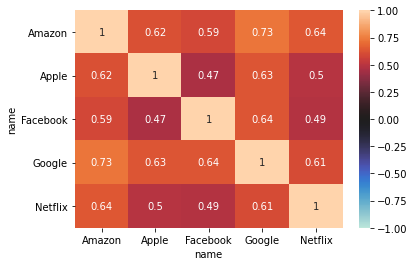 Amazon 1 0.62 0.59 0.73 0.64
Apple 0.62 1 0.47 0.63 0.5
Facebook 0.59 0.47 1 0.64 0.49
Google 0.73 0.63 0.64 1 0.61
Netflix 0.64 0.5 0.49 0.61 1
Amazon Apple Facebook Google Netflix
name
name
1.00
0.75
0.50
0.25
0.00
−0.25
−0.50
−0.75
−1.00